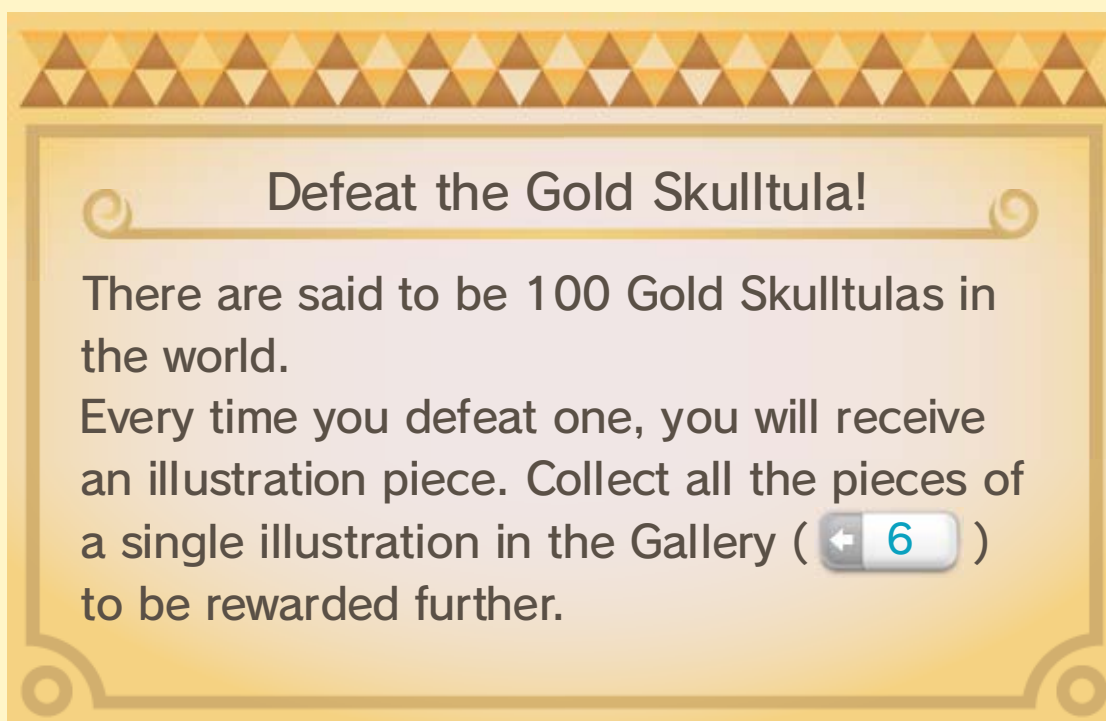 Defeat the Gold Skulltula!
There are said to be 100 Gold Skulltulas in
the world.
Every time you defeat one, you will receive
an illustration piece. Collect all the pieces of
a single illustration in the Gallery ( 6 )
to be rewarded further.